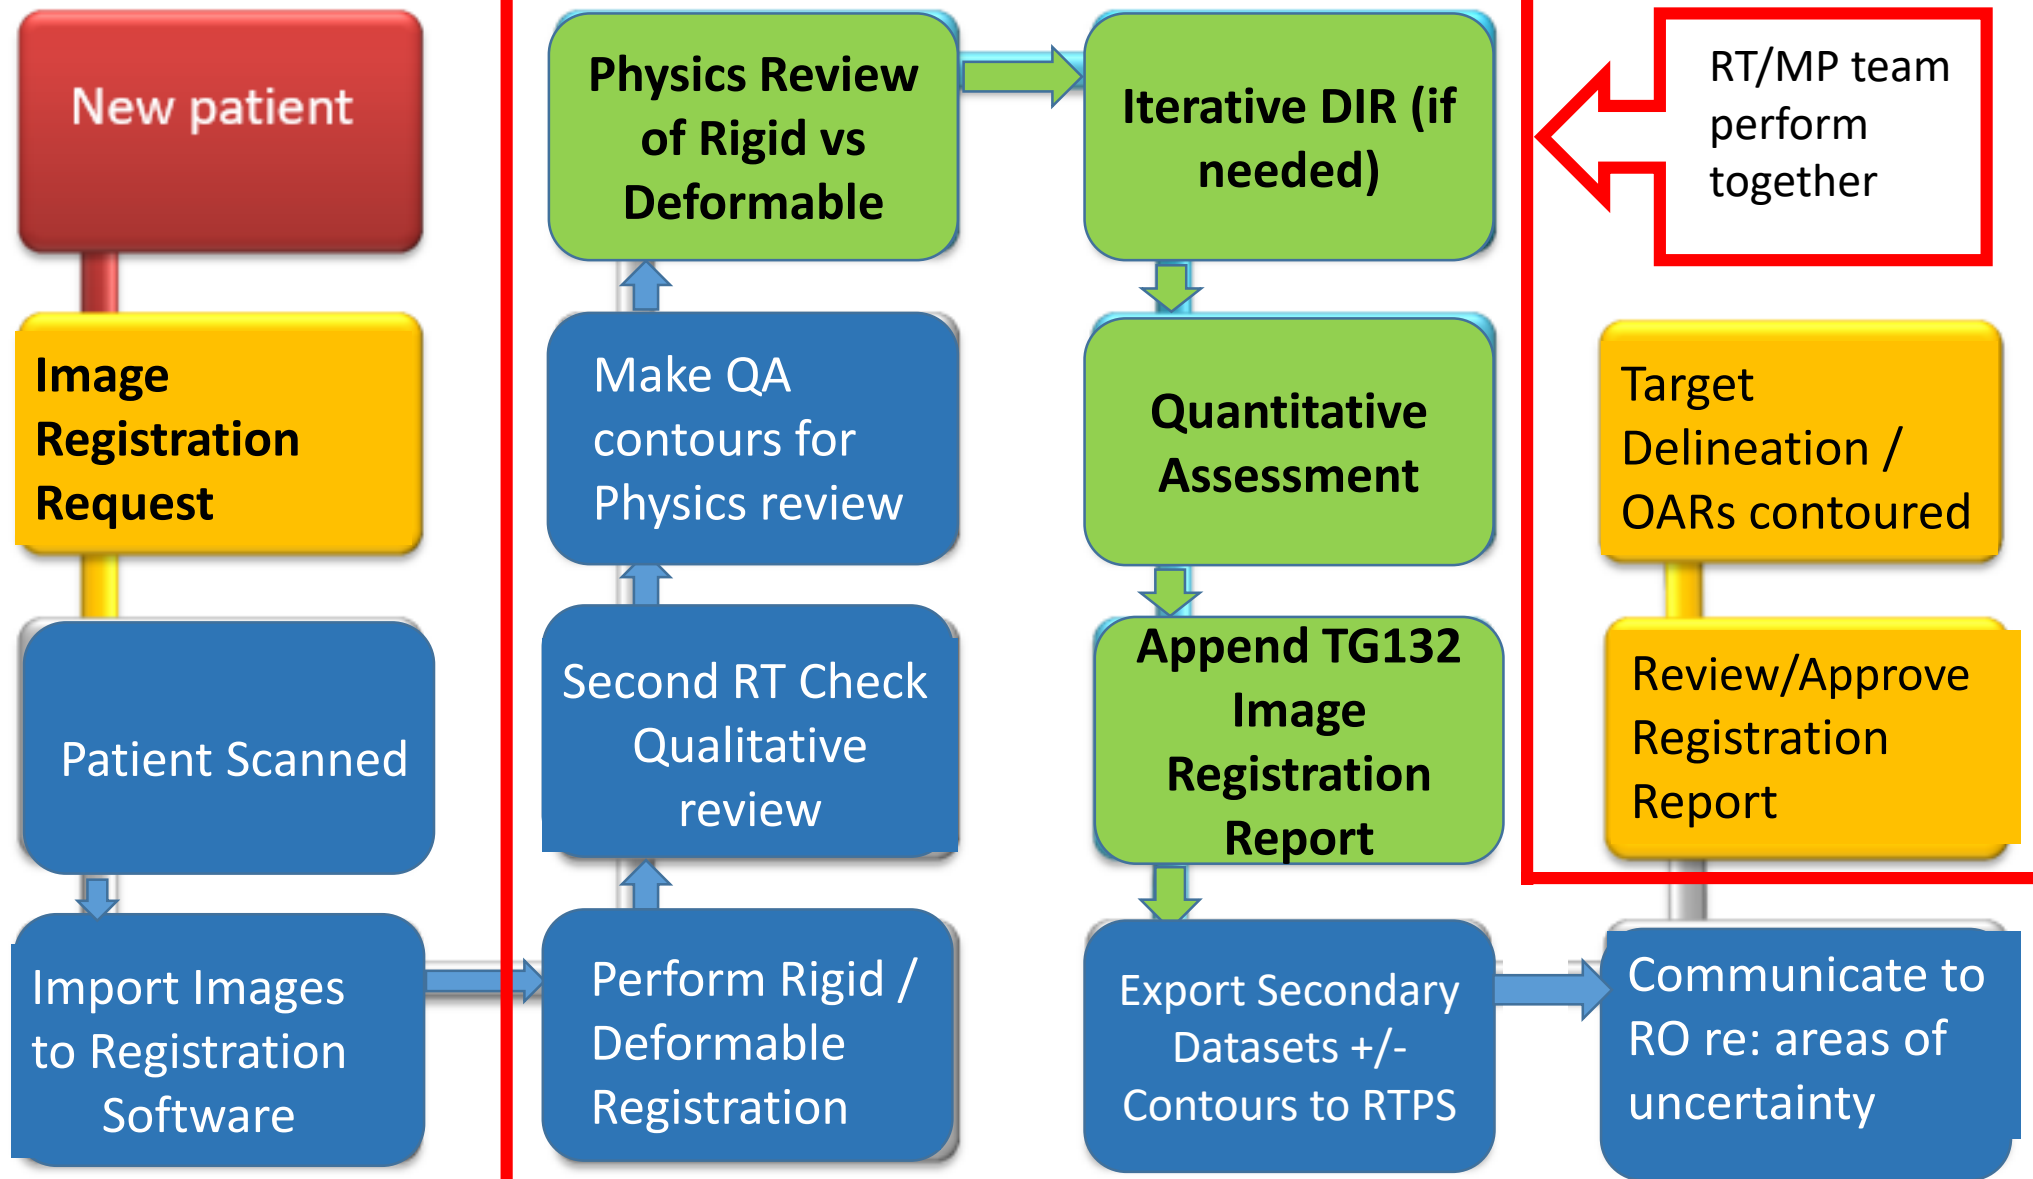 New patient
Image
Registration
Request
Patient Scanned
Import Images
to Registration
Software
Perform Rigid /
Deformable
Registration
Second RT Check
Qualitative
review
Make QA
contours for
Physics review
Physics Review
of Rigid vs
Deformable
Iterative DIR (if
needed)
Quantitative
Assessment
Append TG132
Image
Registration
Report
Export Secondary
Datasets +/-
Contours to RTPS
Communicate to
RO re: areas of
uncertainty
Review/Approve
Registration
Report
Target
Delineation /
OARs contoured
RT/MP team
perform
together